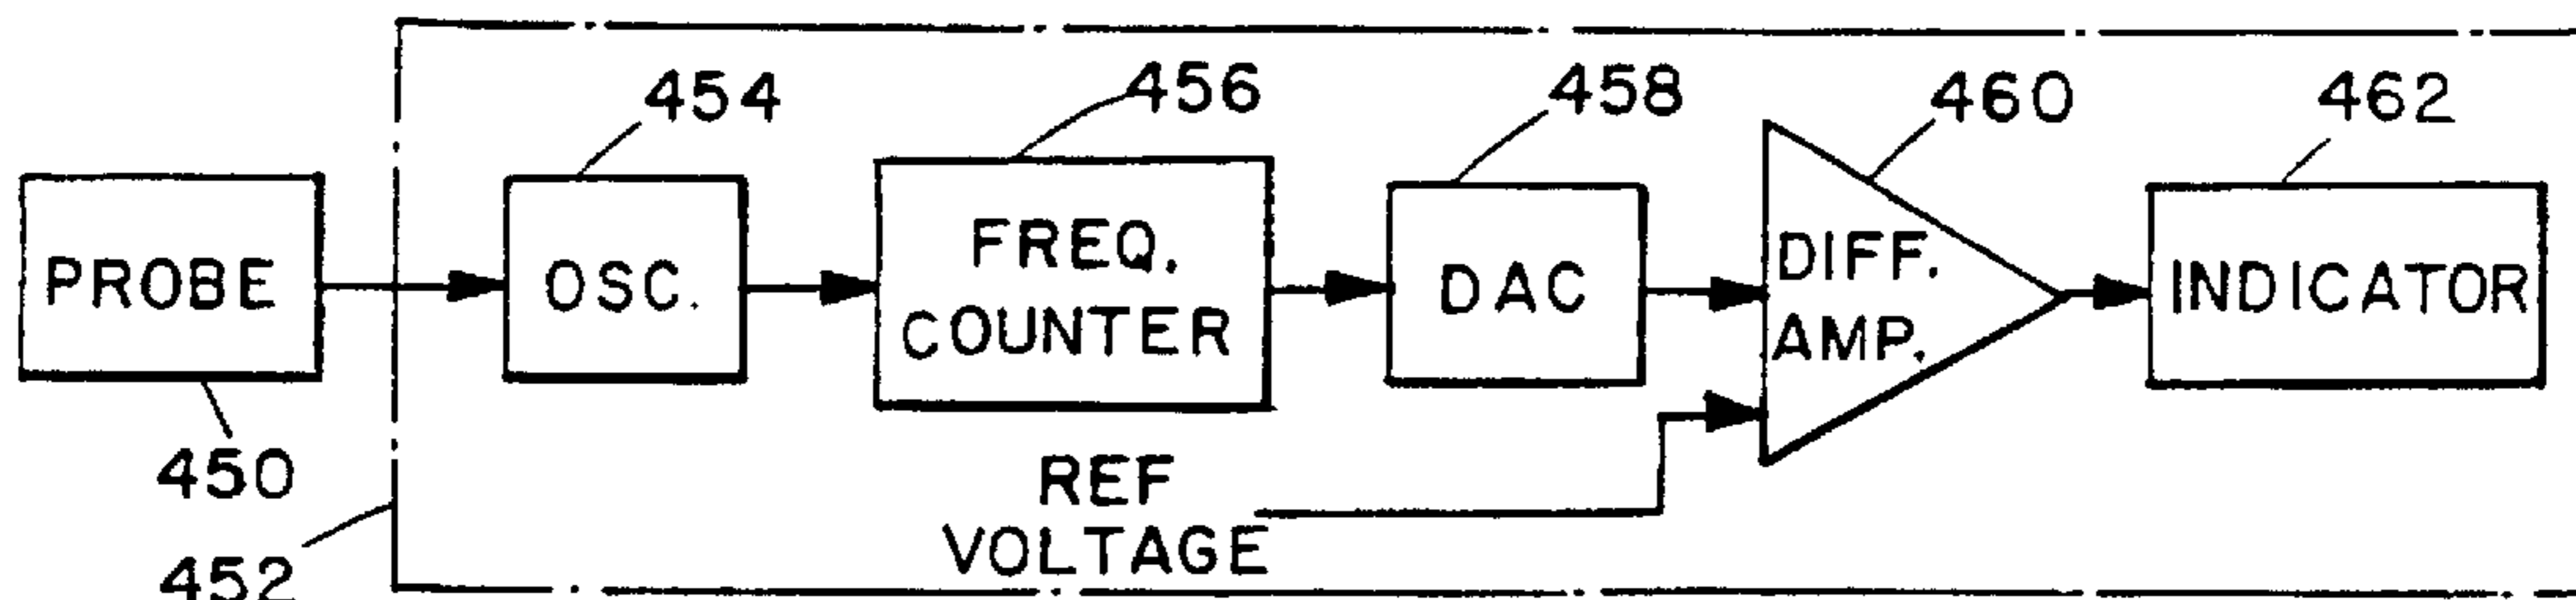 454
456
458
460
462
PROBE
OSC.
FREQ.
COUNTER
DAC
DIFF.
AMP.
INDICATOR
450
REF
VOLTAGE
452